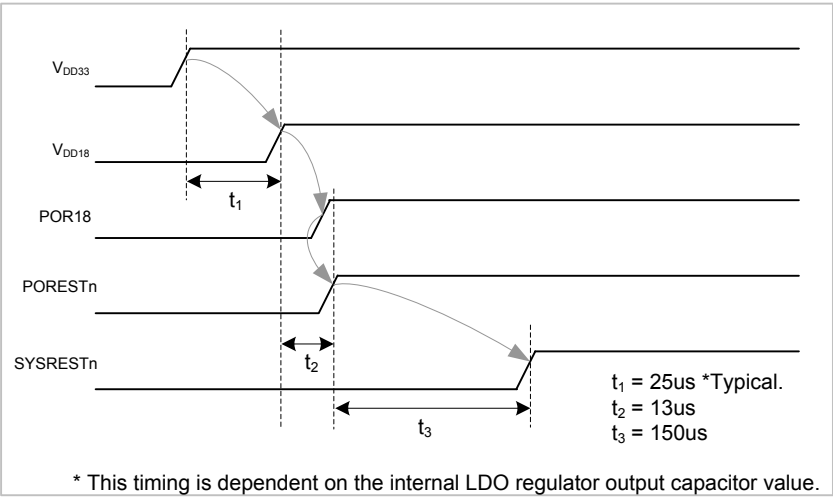 VDD33
VDD18
t1
POR18
PORESTn
t2
SYSRESTn
t1 = 25us *Typical.
t2 = 13us
t3 = 150us
t3
* This timing is dependent on the internal LDO regulator output capacitor value.